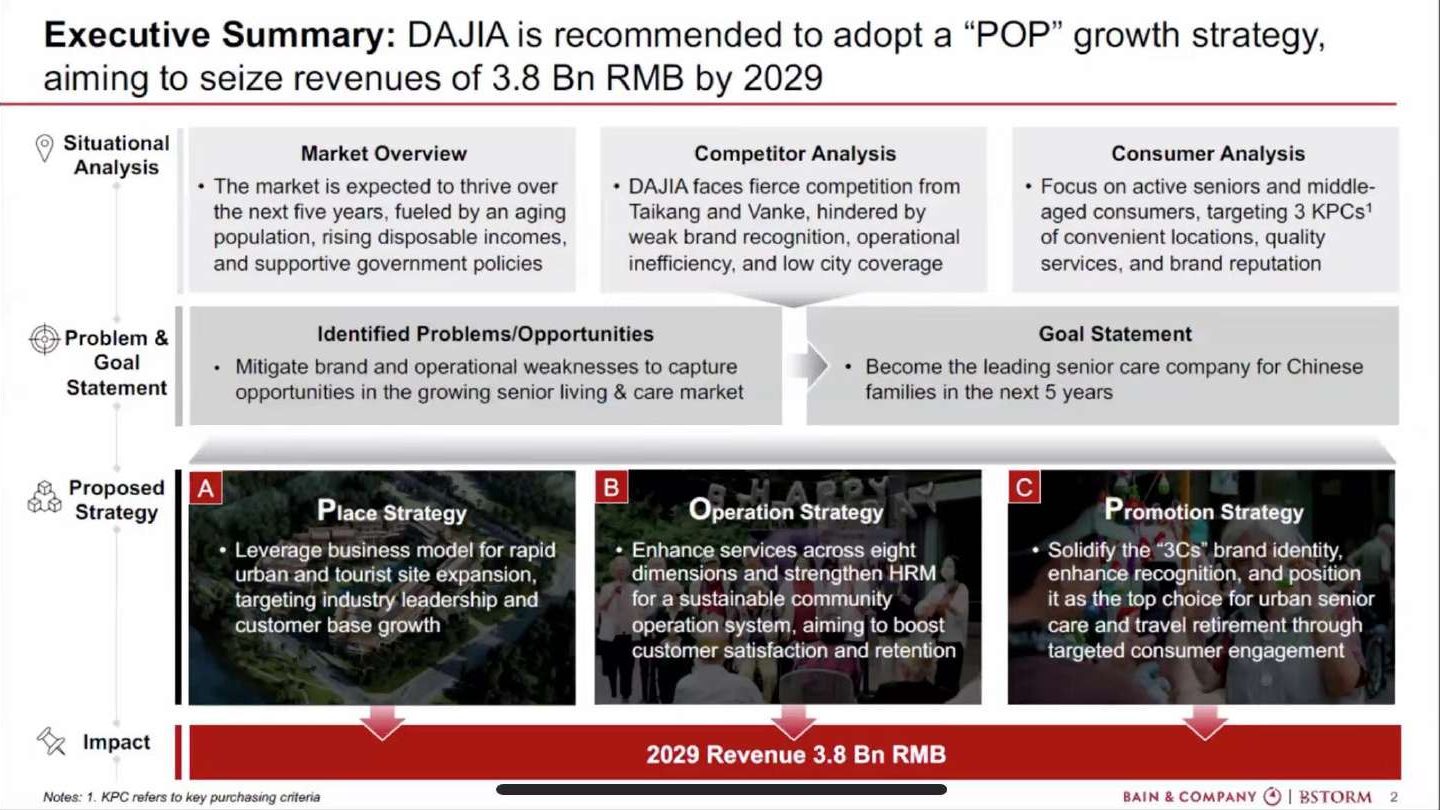 Executive Summary: DAJIA is recommended to adopt a “POP” growth strategy,
aiming to seize revenues of 3.8 Bn RMB by 2029
Situational
Analysis
Market Overview
• The market is expected to thrive over
the next five years, fueled by an aging
population, rising disposable incomes,
and supportive government policies
Competitor Analysis
• DAJIA faces fierce competition from
Taikang and Vanke, hindered by
weak brand recognition, operational
inefficiency, and low city coverage
Consumer Analysis
• Focus on active seniors and middle-
aged consumers, targeting 3 KPCs¹
of convenient locations, quality
services, and brand reputation
Problem &
Goal
Statement
Identified Problems/Opportunities
• Mitigate brand and operational weaknesses to capture
opportunities in the growing senior living & care market
Goal Statement
• Become the leading senior care company for Chinese
families in the next 5 years
Proposed
Strategy
A
Place Strategy
• Leverage business model for rapid
urban and tourist site expansion,
targeting industry leadership and
customer base growth
B
HAPPY
Operation Strategy
• Enhance services across eight
dimensions and strengthen HRM
for a sustainable community
operation system, aiming to boost
customer satisfaction and retention
C
Promotion Strategy
• Solidify the “3Cs” brand identity,
enhance recognition, and position
it as the top choice for urban senior
care and travel retirement through
targeted consumer engagement
Impact
2029 Revenue 3.8 Bn RMB
Notes: 1. KPC refers to key purchasing criteria
BAIN & COMPANY | BSTORM 2